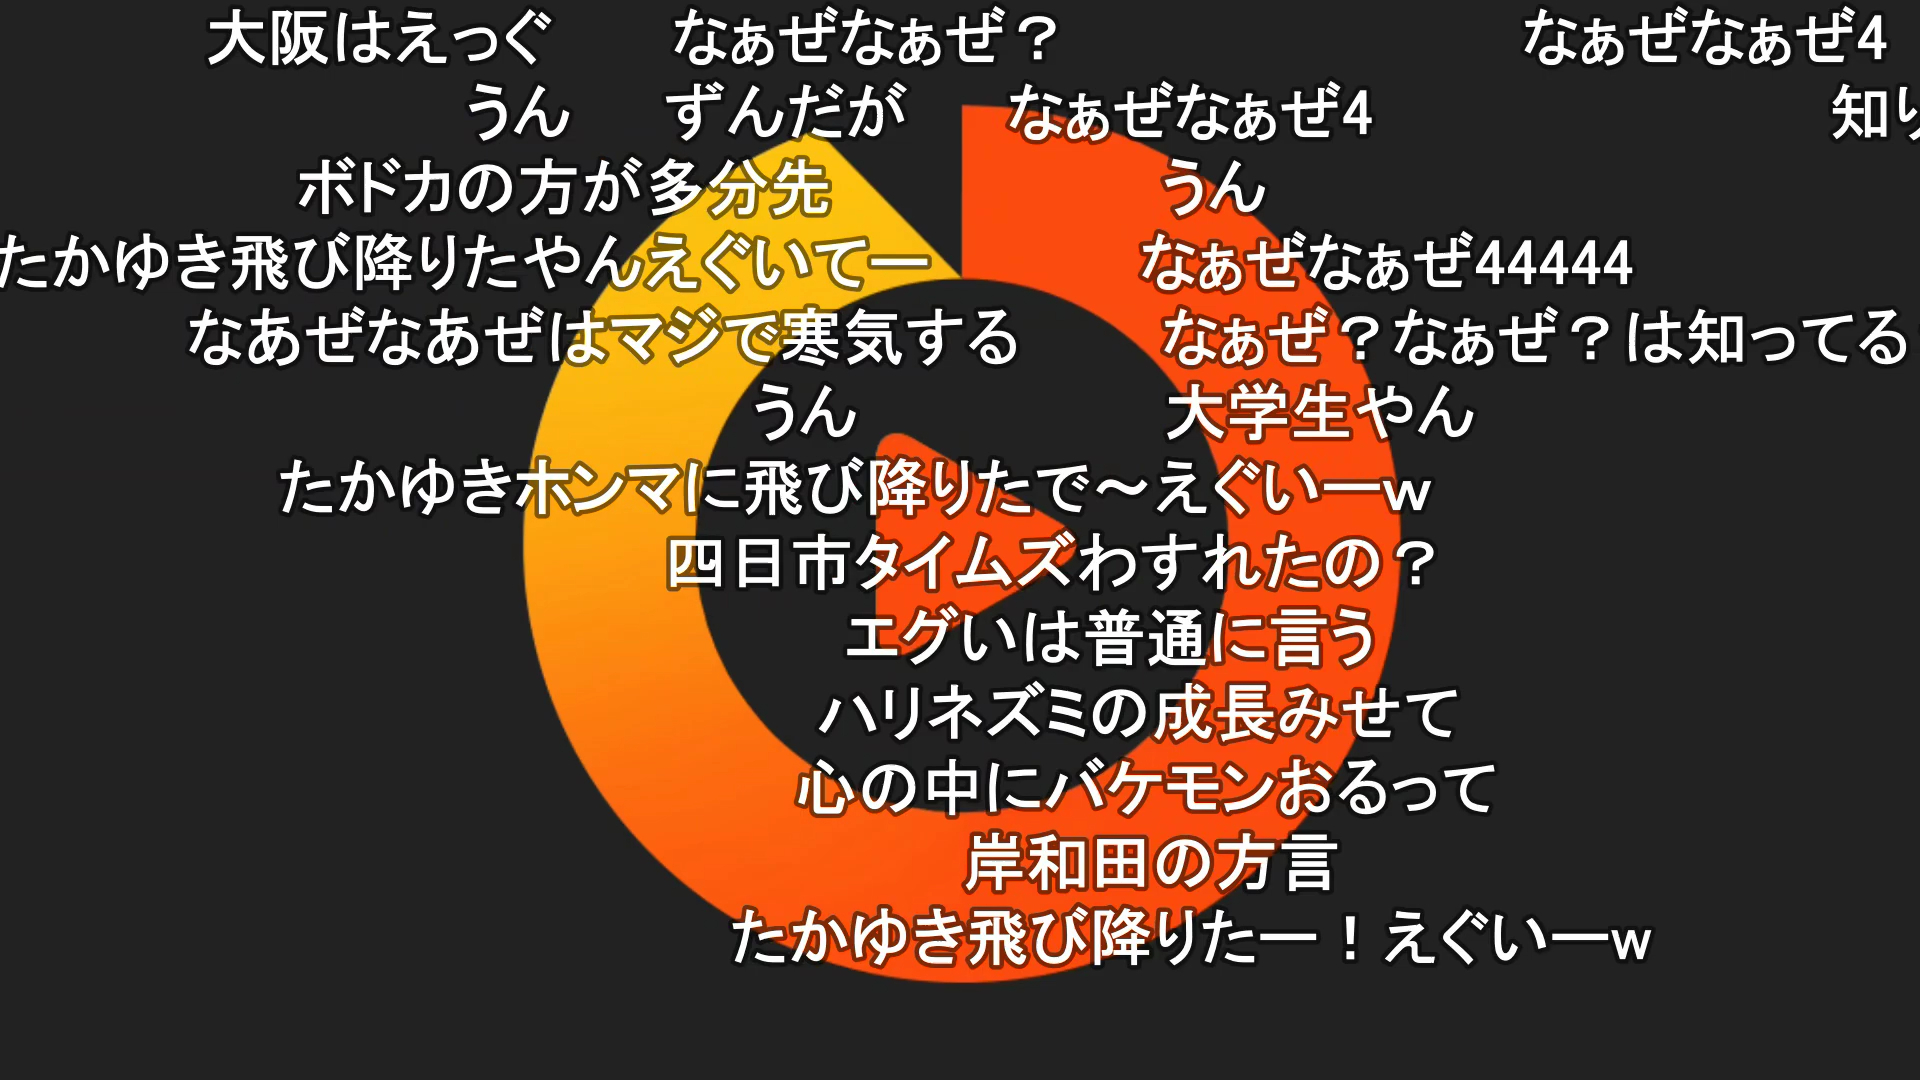 大阪はえっぐ なぁぜなぁぜ？ なぁぜなぁぜ4
うん ずんだが なぁぜなぁぜ4 知り
ボドカの方が多分先 うん
たかゆき飛び降りたやんえぐいてー なぁぜなぁぜ44444
なあぜなあぜはマジで寒気する なぁぜ？なぁぜ？は知ってる
うん 大学生やん
たかゆきホンマに飛び降りたで～えぐいーw
四日市タイムズわすれたの？
エグいは普通に言う
ハリネズミの成長みせて
心の中にバケモンおるって
岸和田の方言
たかゆき飛び降りたー！えぐいーw